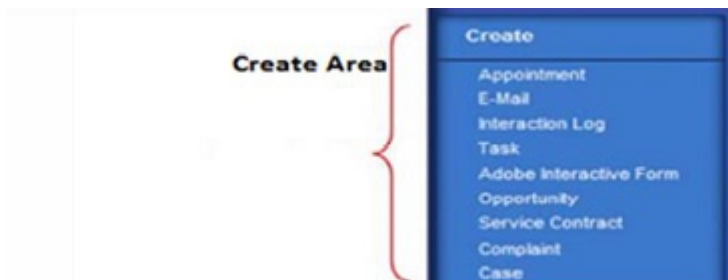 Create Area
Create
Appointment
E-Mail
Interaction Log
Task
Adobe Interactive Form
Opportunity
Service Contract
Complaint
Case